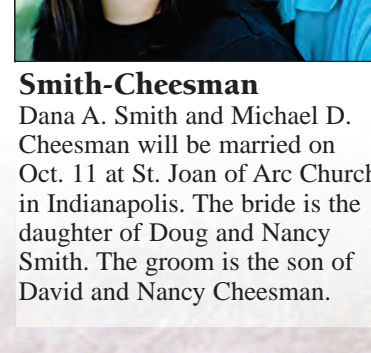 Smith-Cheesman
Dana A. Smith and Michael D.
Cheesman will be married on
Oct. 11 at St. Joan of Arc Church
in Indianapolis. The bride is the
daughter of Doug and Nancy
Smith. The groom is the son of
David and Nancy Cheesman.